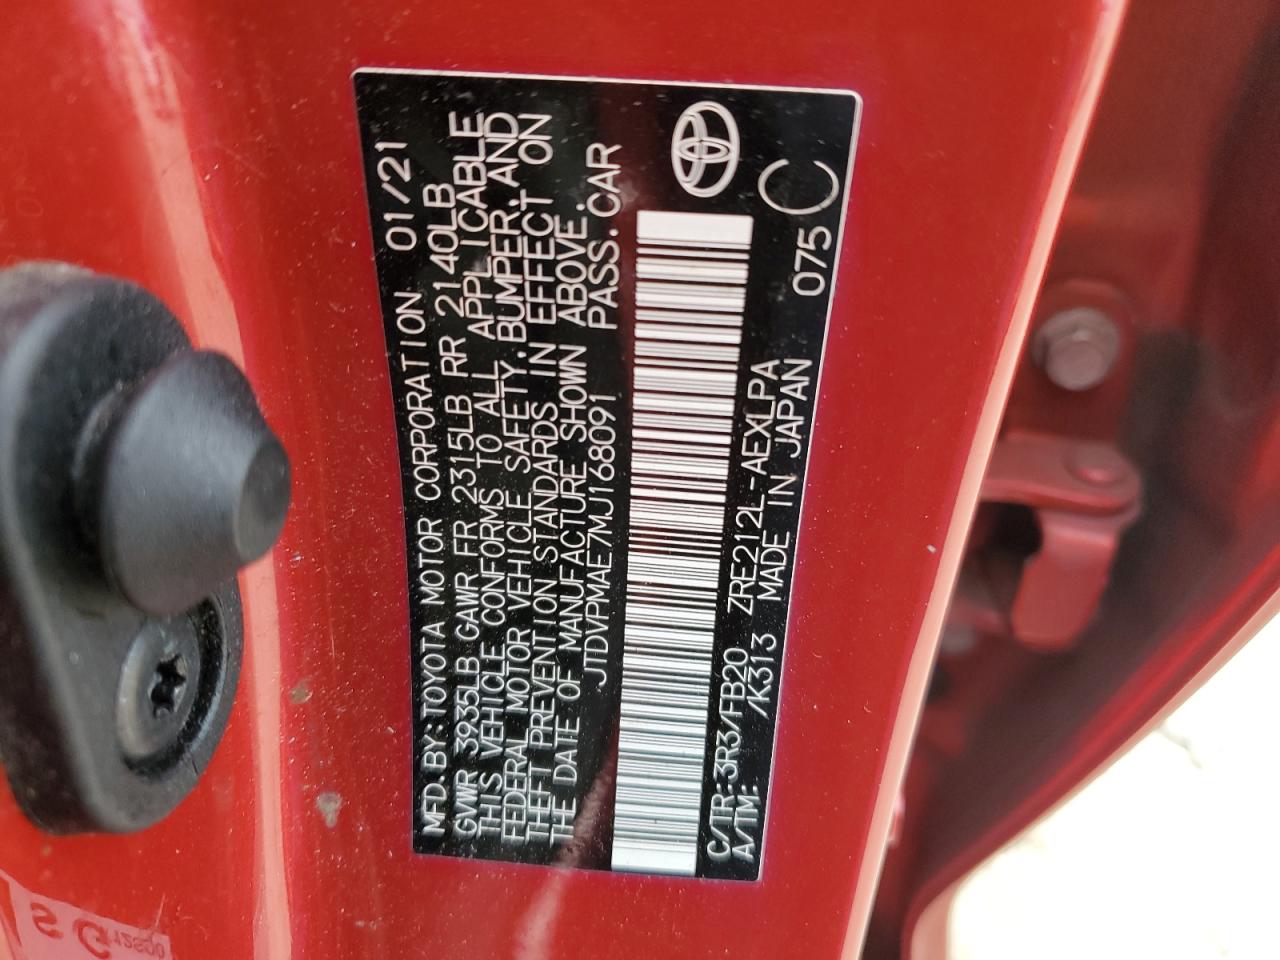 MFD. BY: TOYOTA MOTOR CORPORATION 01/21
GVWR 3935LB GAWR FR 2315LB RR 2140LB
THIS VEHICLE CONFORMS TO ALL APPLICABLE
FEDERAL MOTOR VEHICLE SAFETY, BUMPER, AND
THEFT PREVENTION STANDARDS IN EFFECT ON
THE DATE OF MANUFACTURE SHOWN ABOVE.
JTDVPMAE7MJ168091 PASS. CAR
C/TR: 3R3/FB20 ZRE212L-AEXLPA 075 C
A/TM: /K313 MADE IN JAPAN